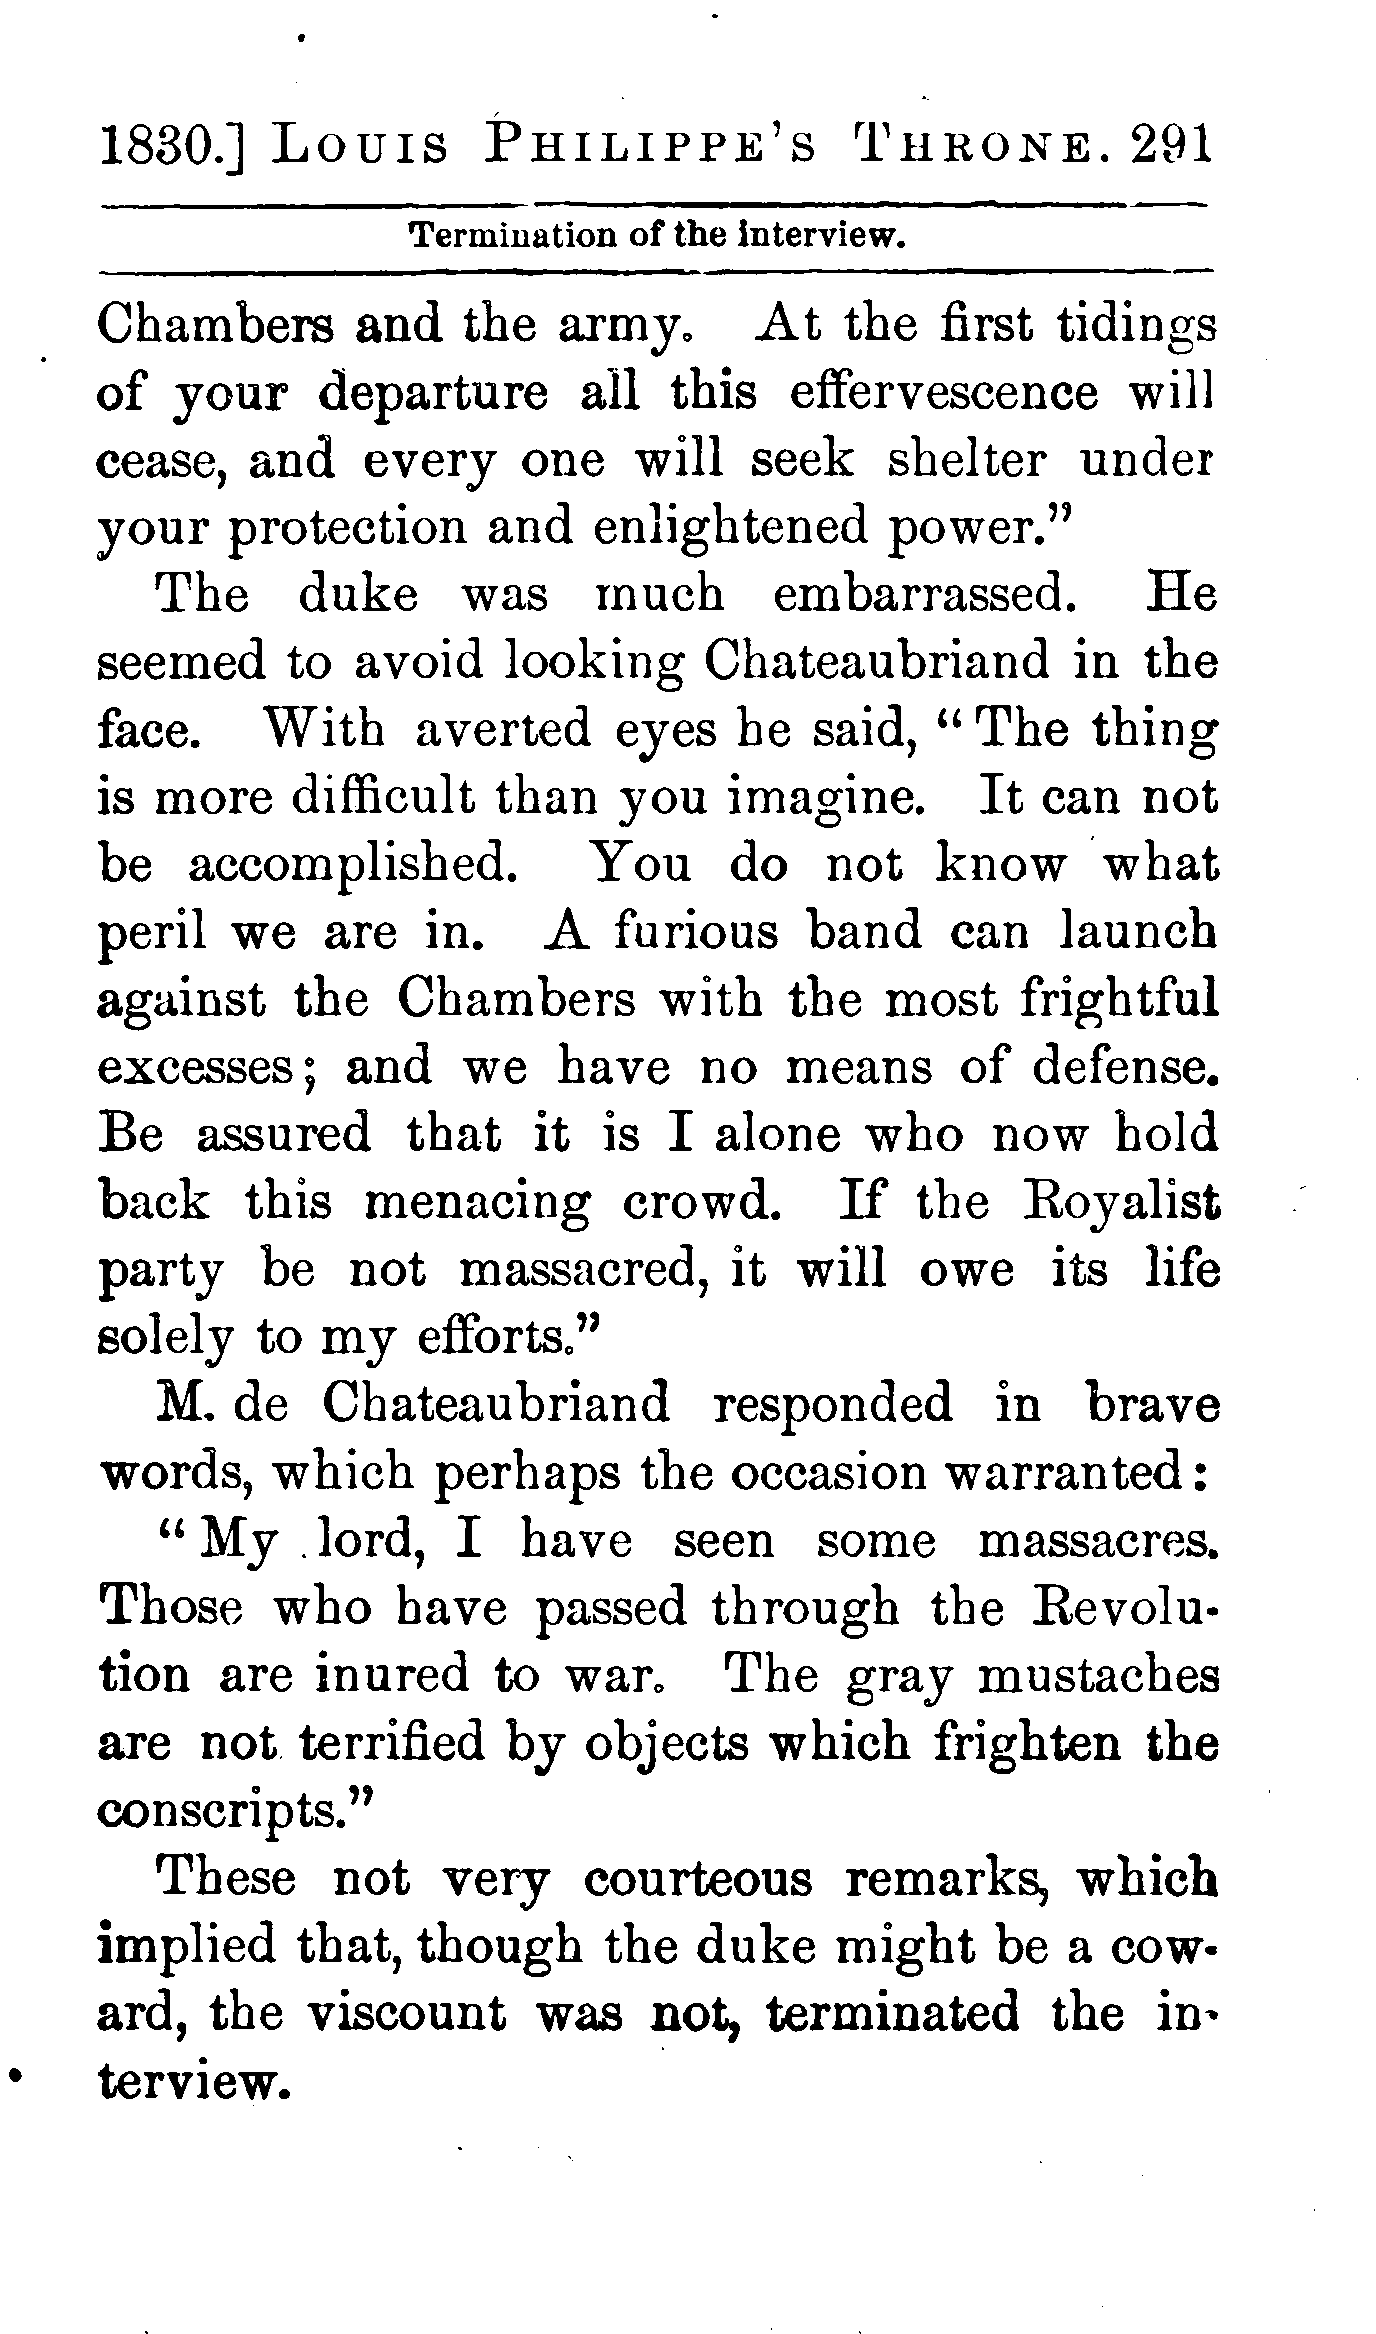 1830.] LOUIS PHILIPPE'S THRONE. 291
Termination of the Interview.
Chambers and the army. At the first tidings
of your departure all this effervescence will
cease, and every one will seek shelter under
your protection and enlightened power."
The duke was much embarrassed. He
seemed to avoid looking Chateaubriand in the
face. With averted eyes he said, "The thing
is more difficult than you imagine. It can not
be accomplished. You do not know what
peril we are in. A furious band can launch
against the Chambers with the most frightful
excesses; and we have no means of defense.
Be assured that it is I alone who now hold
back this menacing crowd. If the Royalist
party be not massacred, it will owe its life
solely to my efforts."
M. de Chateaubriand responded in brave
words, which perhaps the occasion warranted:
"My lord, I have seen some massacres.
Those who have passed through the Revolu-
tion are inured to war. The gray mustaches
are not terrified by objects which frighten the
conscripts."
These not very courteous remarks, which
implied that, though the duke might be a cow-
ard, the viscount was not, terminated the in-
terview.